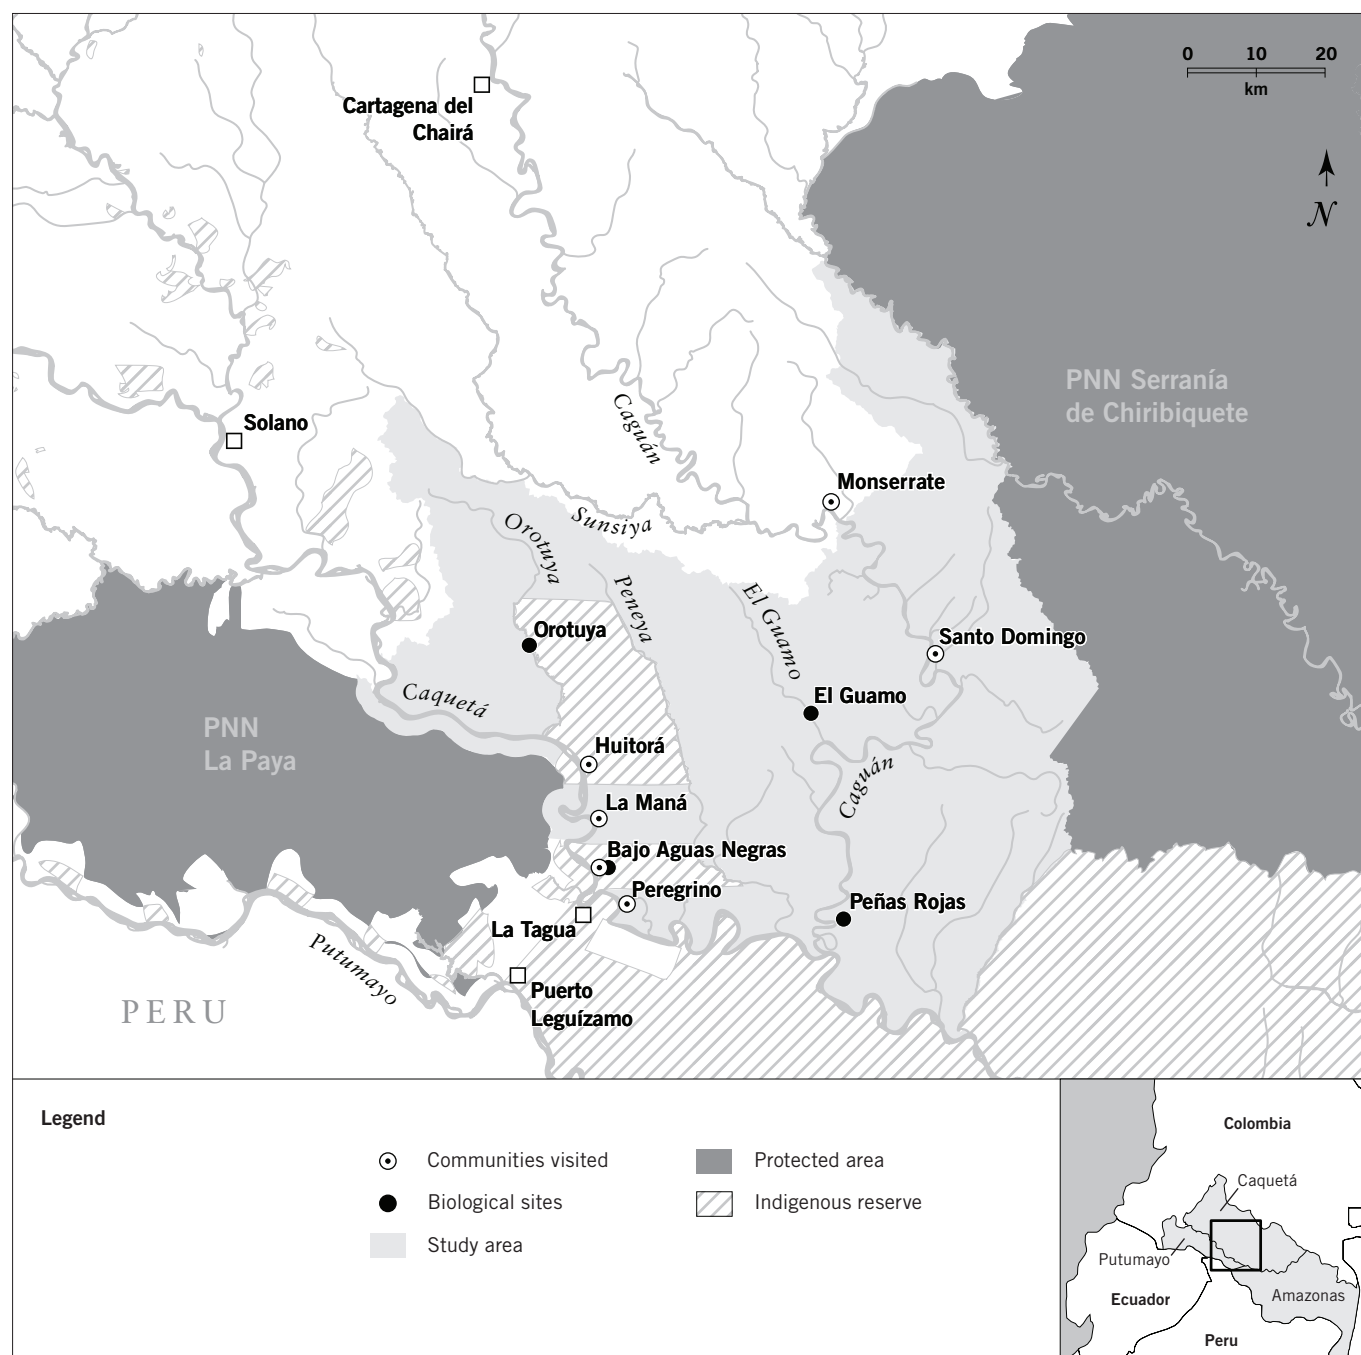 0 10 20
km
N
Cartagena del
Chairá
PNN Serranía
de Chiribiquete
Caguán
Solano
Monserrate
Sunsiya
Orotuya
Peneya
El Guamo
Orotuya
Santo Domingo
El Guamo
Caquetá
PNN
La Paya
Huitorá
Caguán
La Maná
Bajo Aguas Negras
Peregrino
Peñas Rojas
La Tagua
Putumayo
Puerto
Leguízamo
PERU
Legend
Communities visited
Biological sites
Study area
Protected area
Indigenous reserve
Colombia
Caquetá
Putumayo
Ecuador
Amazonas
Peru